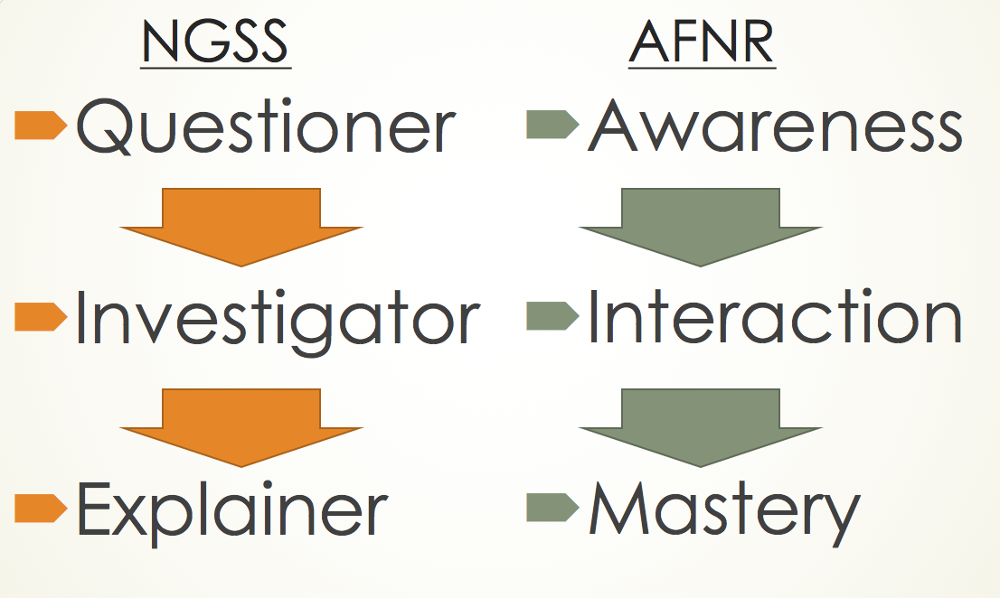 NGSS
Questioner
Investigator
Explainer
AFNR
Awareness
Interaction
Mastery